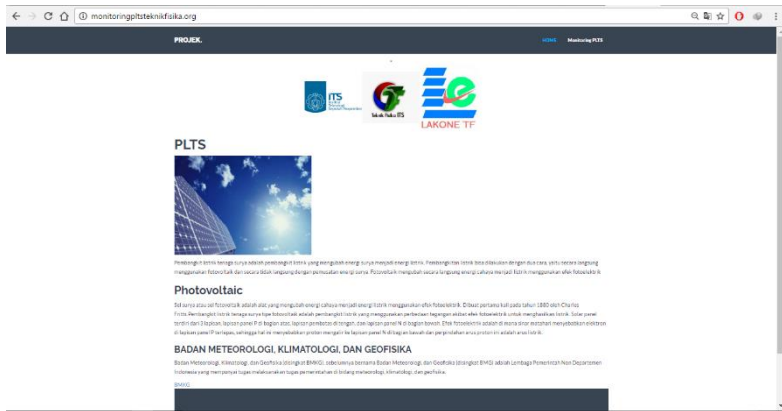 monitoringpltsteknikfisika.org
PROJEK.
HOME Monitoring PLTS
ITS
Institut
Teknologi
Sepuluh Nopember
Teknik Fisika ITS
LAKONE TF
PLTS
Pembangkit listrik tenaga surya adalah pembangkit listrik yang mengubah energi surya menjadi energi listrik. Pembangkitan listrik bisa dilakukan dengan dua cara, yaitu secara langsung
menggunakan fotovoltaik dan secara tidak langsung dengan pemusatan energi surya. Fotovoltaik mengubah secara langsung energi cahaya menjadi listrik menggunakan efek fotoelektrik
Photovoltaic
Sel surya atau sel fotovoltaik adalah alat yang mengubah energi cahaya menjadi energi listrik menggunakan efek fotoelektrik. Dibuat pertama kali pada tahun 1880 oleh Charles
Fritts. Pembangkit listrik tenaga surya tipe fotovoltaik adalah pembangkit listrik yang menggunakan perbedaan tegangan akibat efek fotoelektrik untuk menghasilkan listrik. Solar panel
terdiri dari 3 lapisan, lapisan panel P di bagian atas, lapisan pembatas di tengah, dan lapisan panel N di bagian bawah. Efek fotoelektrik adalah di mana sinar matahari menyebabkan elektron
di lapisan panel P terlepas, sehingga hal ini menyebabkan proton mengalir ke lapisan panel N di bagian bawah dan perpindahan arus proton ini adalah arus listrik.
BADAN METEOROLOGI, KLIMATOLOGI, DAN GEOFISIKA
Badan Meteorologi, Klimatologi, dan Geofisika (disingkat BMKG), sebelumnya bernama Badan Meteorologi, dan Geofisika (disingkat BMG) adalah Lembaga Pemerintah Non Departemen
Indonesia yang mempunyai tugas melaksanakan tugas pemerintahan di bidang meteorologi, klimatologi, dan geofisika.
BMKG